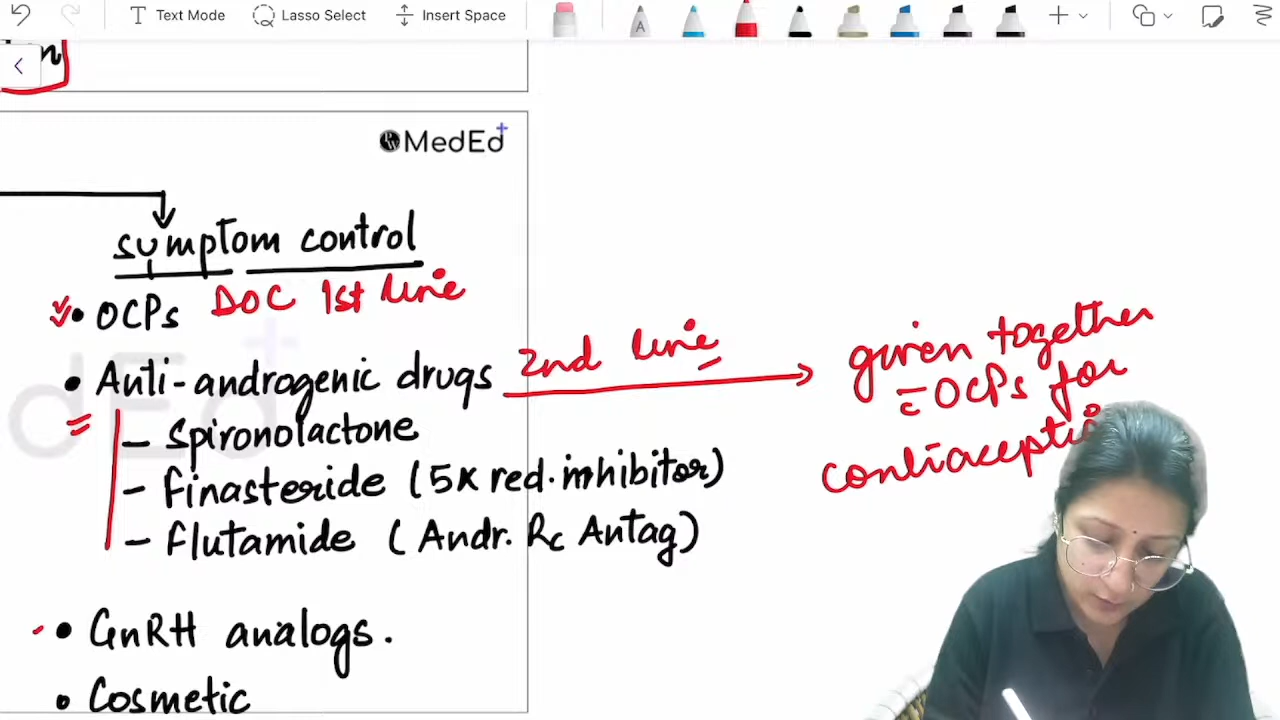 Text Mode Lasso Select Insert Space
MedEd+
symptom control
• OCPs DOC 1st line
• Anti-androgenic drugs 2nd line given together
c̄ OCPs for
- Spironolactone
- Finasteride (5α red. inhibitor)
- Flutamide (Andr. Rc Antag)
• GnRH analogs.
• Cosmetic